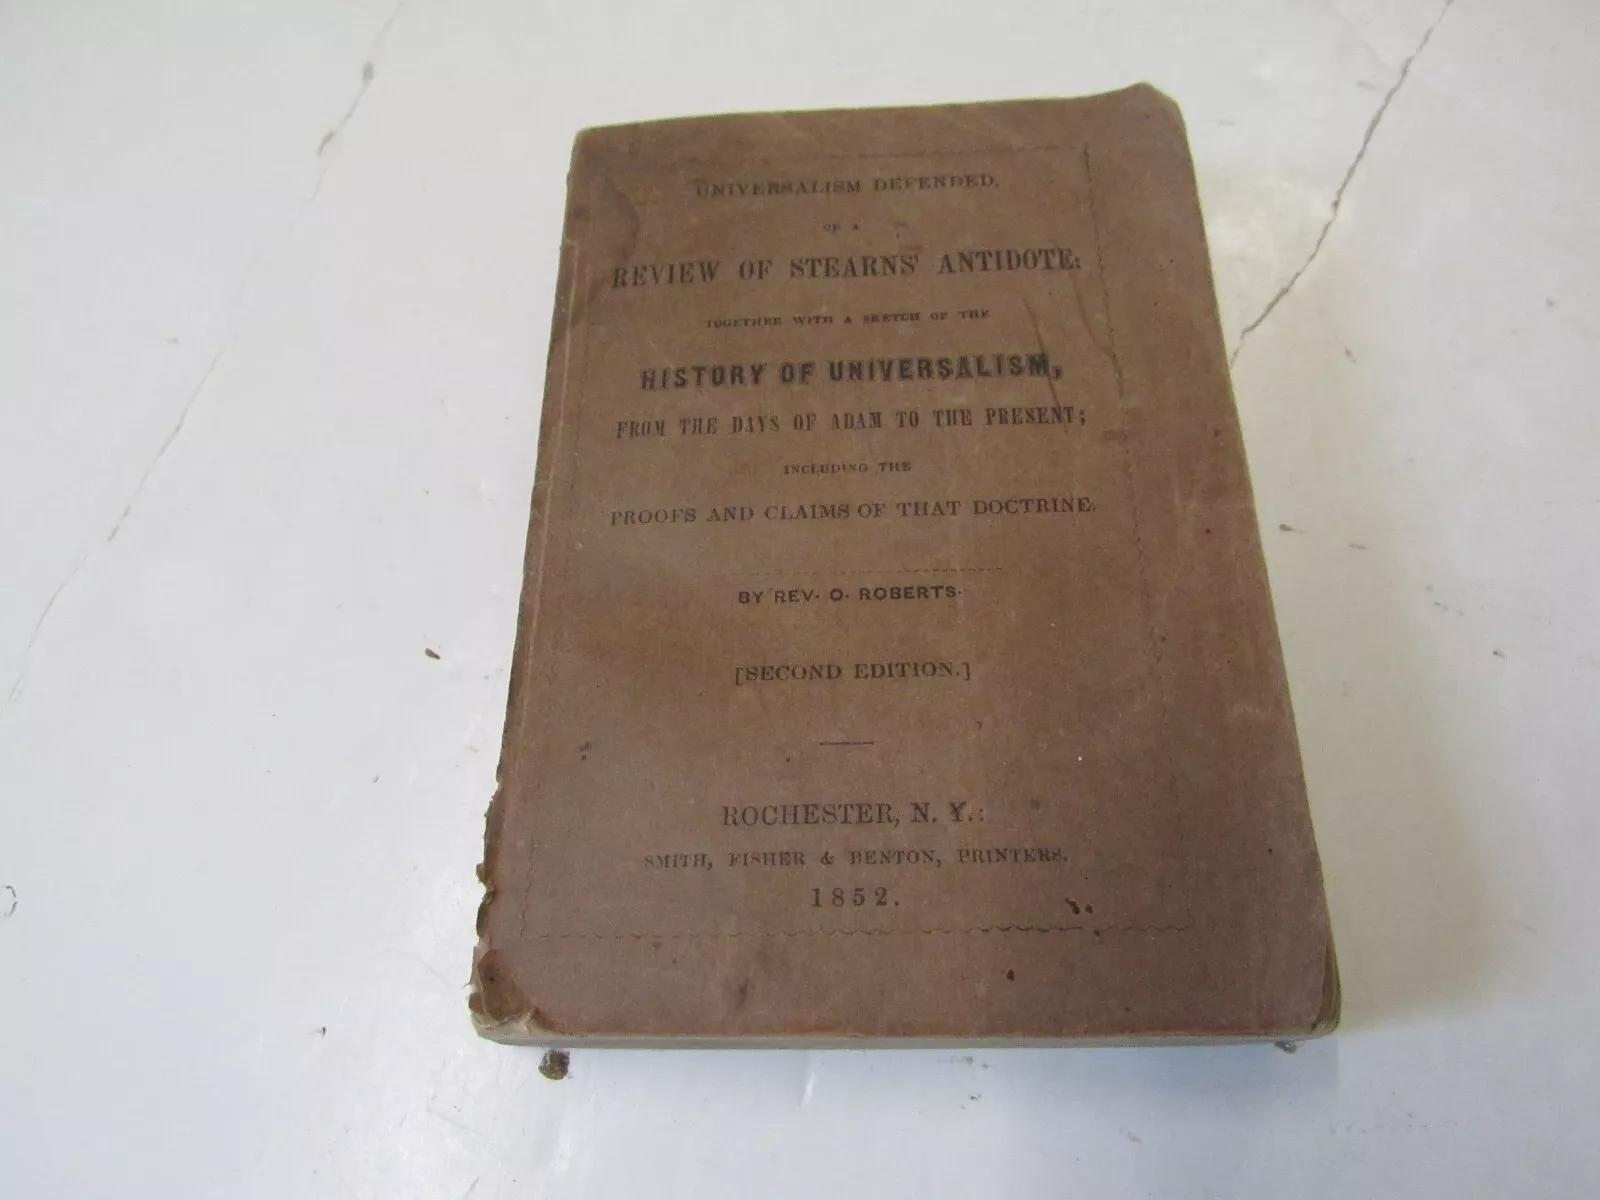 UNIVERSALISM DEFENDED,
OF A
REVIEW OF STEARNS' ANTIDOTE:
TOGETHER WITH A SKETCH OF THE
HISTORY OF UNIVERSALISM,
FROM THE DAYS OF ADAM TO THE PRESENT;
INCLUDING THE
PROOFS AND CLAIMS OF THAT DOCTRINE.
BY REV. O. ROBERTS.
[SECOND EDITION.]
ROCHESTER, N. Y.:
SMITH, FISHER & BENTON, PRINTERS.
1852.